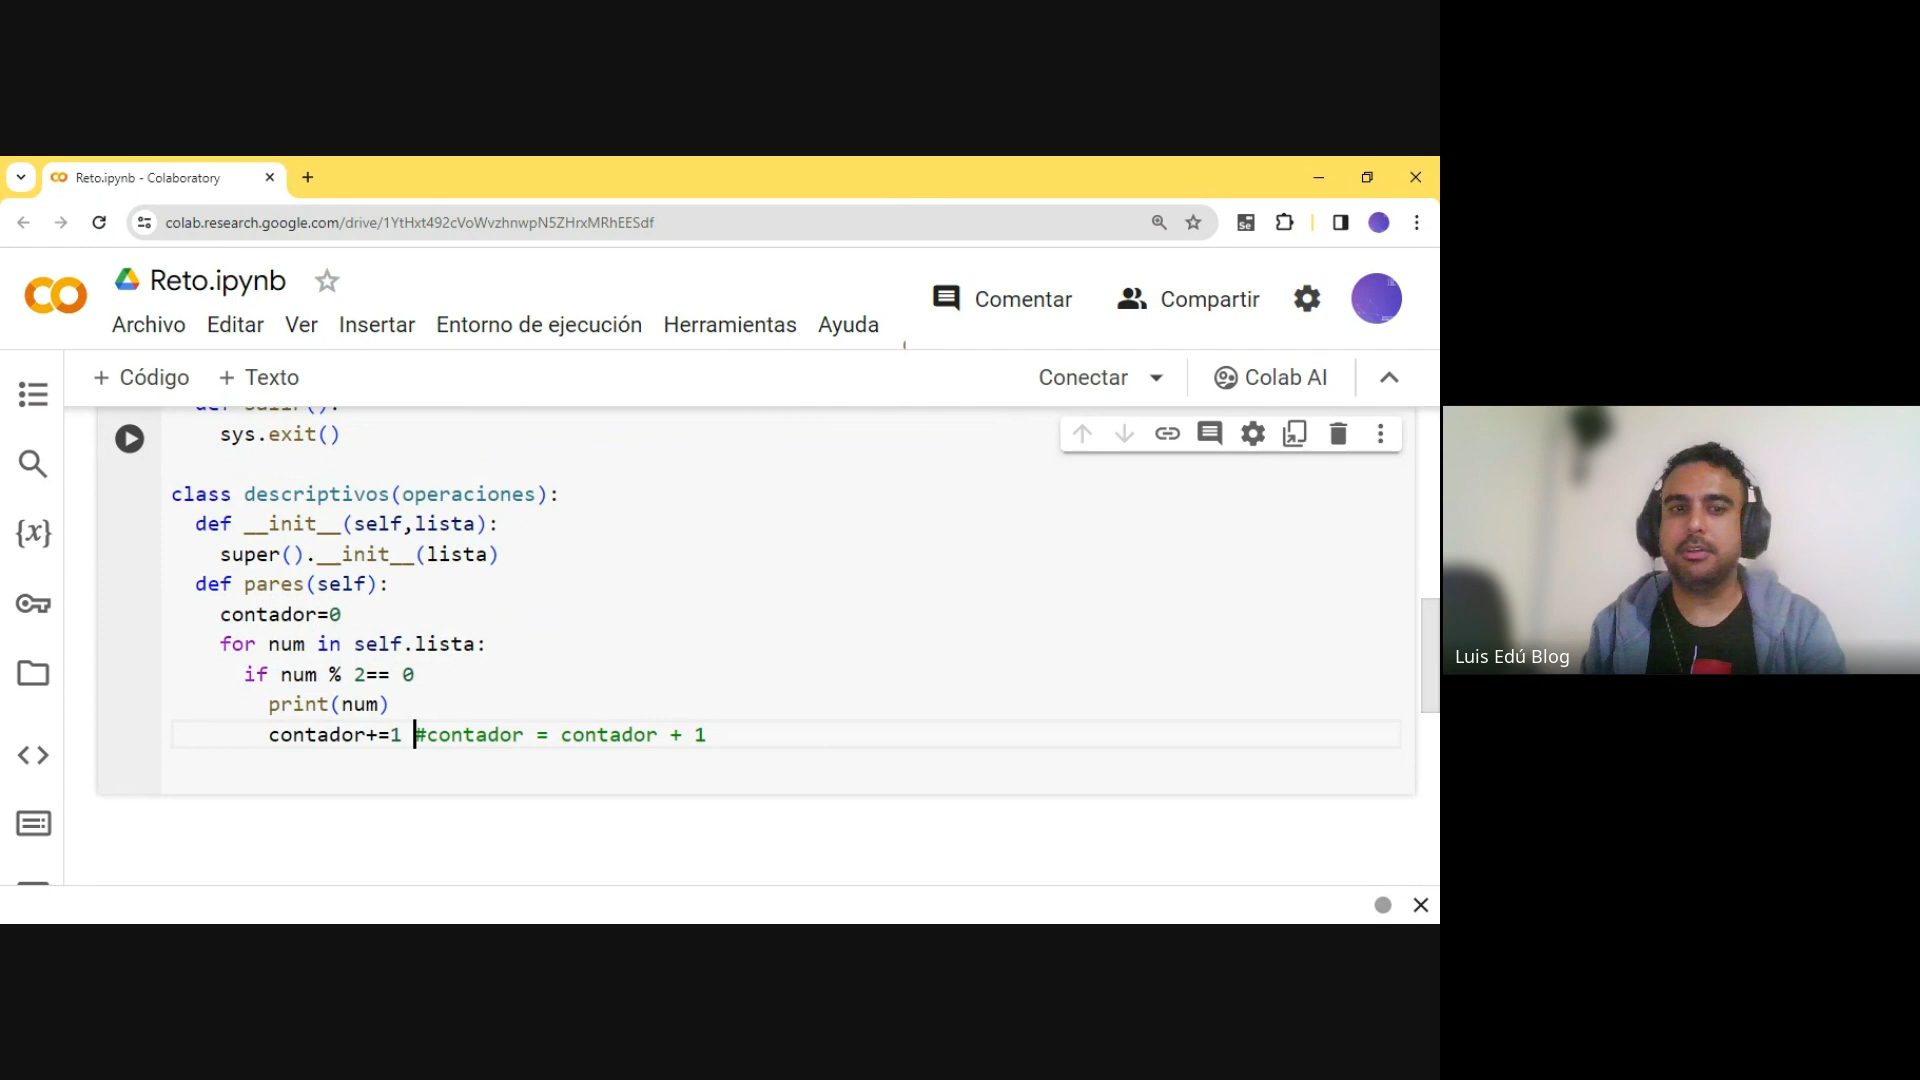 Reto.ipynb - Colaboratory
colab.research.google.com/drive/1YtHxt492cVoWvzhnwpN5ZHrxMRhEESdf
Reto.ipynb
Comentar
Compartir
Archivo Editar Ver Insertar Entorno de ejecución Herramientas Ayuda
+ Código + Texto
Conectar
Colab AI
def salir():
sys.exit()
class descriptivos(operaciones):
def __init__(self,lista):
super().__init__(lista)
def pares(self):
contador=0
for num in self.lista:
if num % 2== 0
print(num)
contador+=1 #contador = contador + 1
Luis Edú Blog